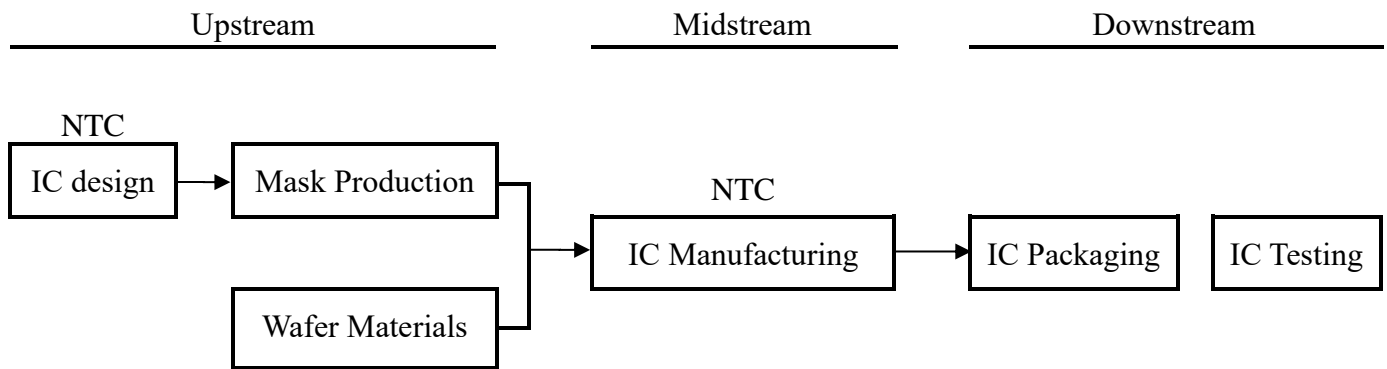 Upstream
Midstream
Downstream
NTC
IC design
Mask Production
NTC
IC Manufacturing
IC Packaging
IC Testing
Wafer Materials